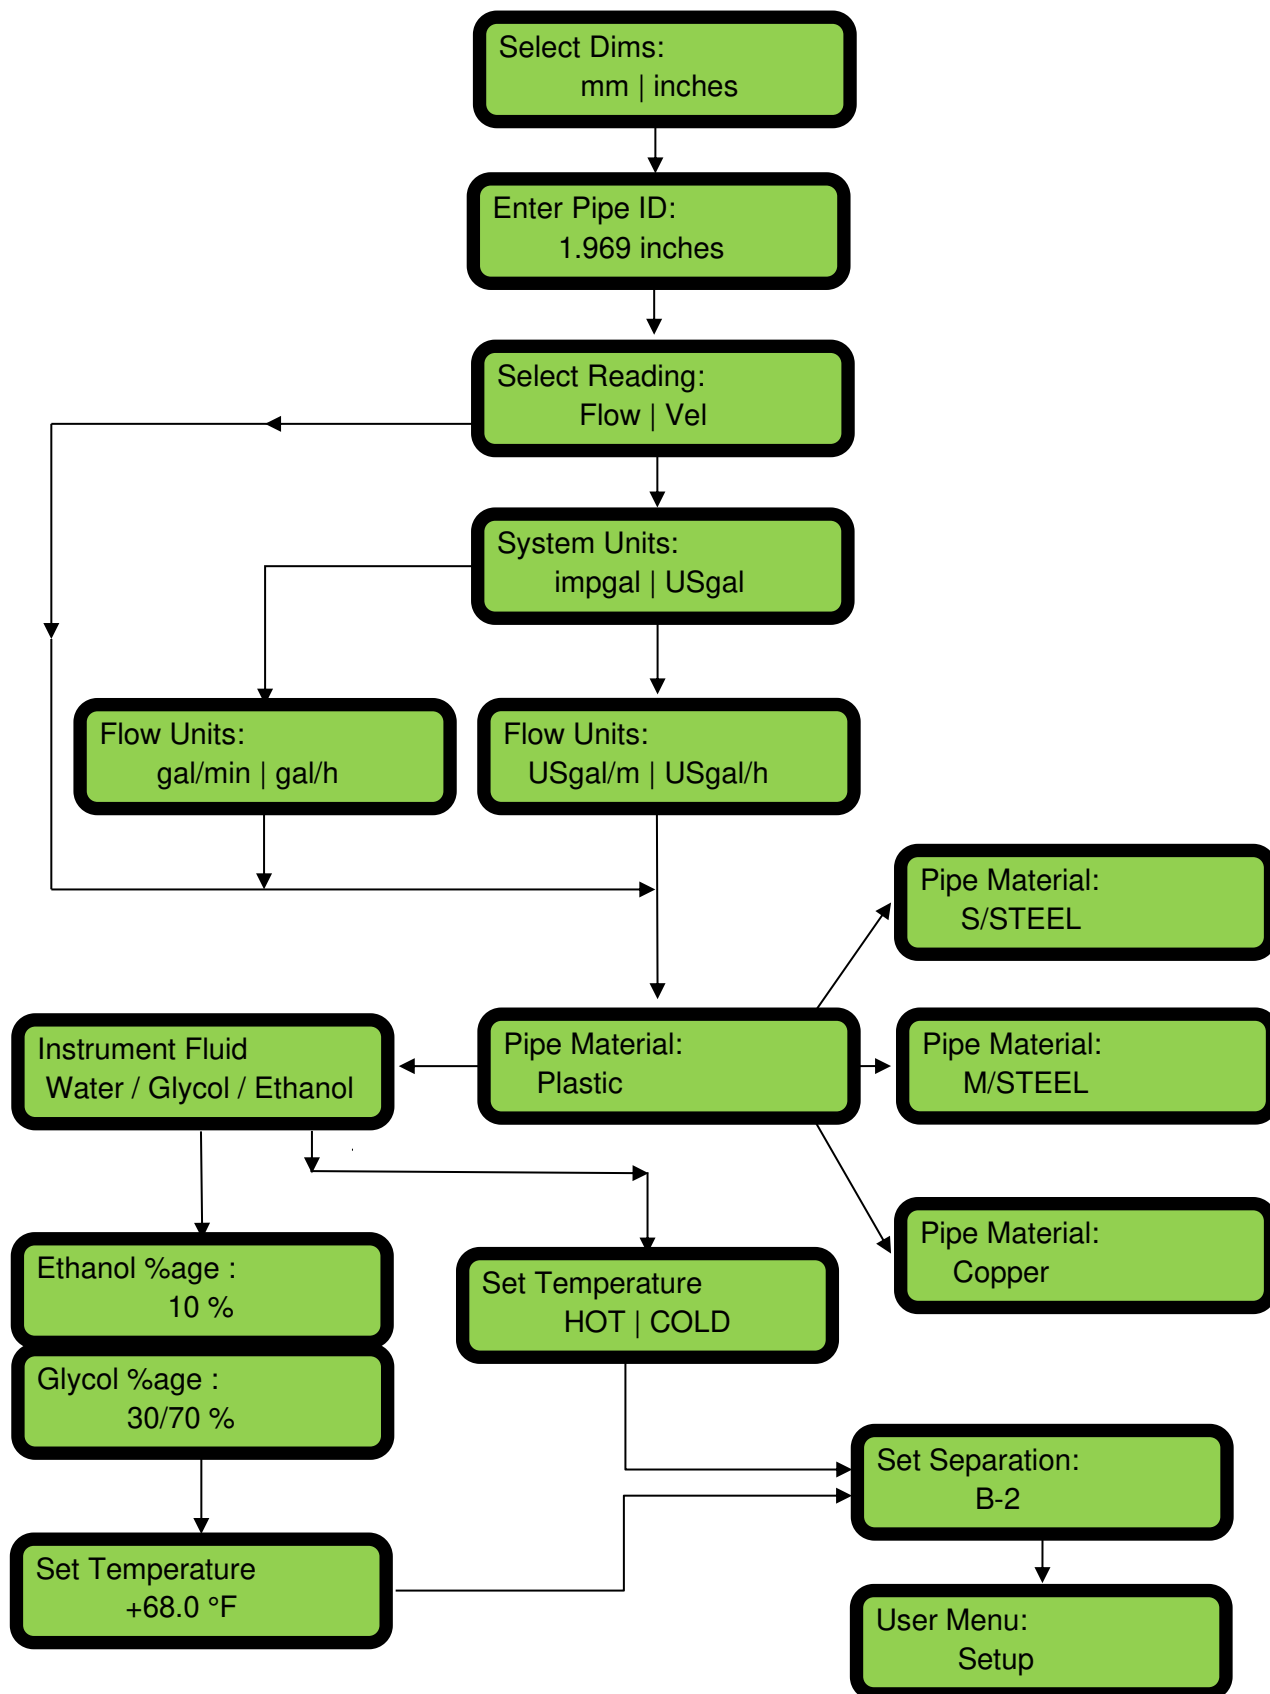 Select Dims:
mm | inches
Enter Pipe ID:
1.969 inches
Select Reading:
Flow | Vel
System Units:
impgal | USgal
Flow Units:
gal/min | gal/h
Flow Units:
USgal/m | USgal/h
Pipe Material:
S/STEEL
Instrument Fluid
Water / Glycol / Ethanol
Pipe Material:
Plastic
Pipe Material:
M/STEEL
Pipe Material:
Copper
Ethanol %age :
10 %
Set Temperature
HOT | COLD
Glycol %age :
30/70 %
Set Separation:
B-2
Set Temperature
+68.0 °F
User Menu:
Setup